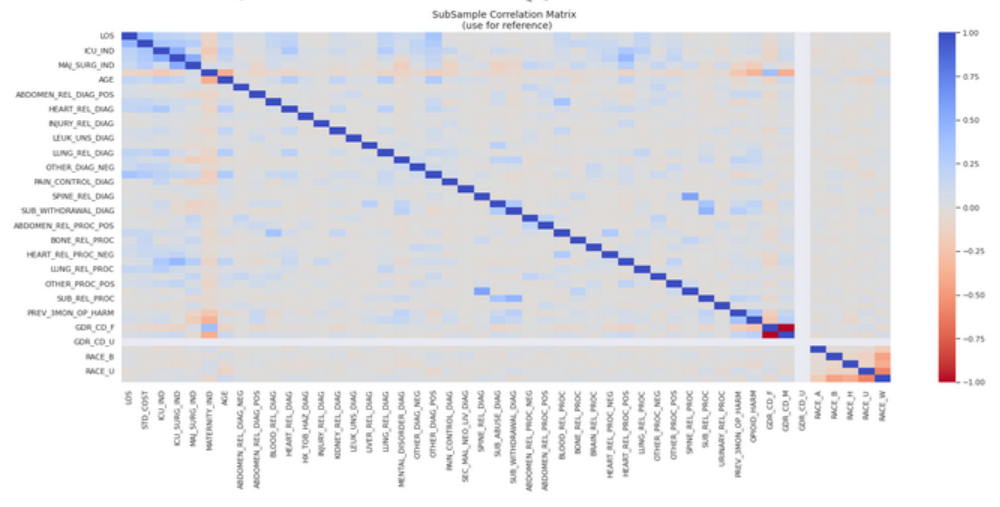 SubSample Correlation Matrix
(use for reference)
LOS
ICU_IND
MAJ_SURG_IND
AGE
ABDOMEN_REL_DIAG_POS
HEART_REL_DIAG
INJURY_REL_DIAG
LEUK_UNS_DIAG
LUNG_REL_DIAG
OTHER_DIAG_NEG
PAIN_CONTROL_DIAG
SPINE_REL_DIAG
SUB_WITHDRAWAL_DIAG
ABDOMEN_REL_PROC_POS
BONE_REL_PROC
HEART_REL_PROC_NEG
LUNG_REL_PROC
OTHER_PROC_POS
SUB_REL_PROC
PREV_3MON_OP_HARM
GDR_CD_F
GDR_CD_U
RACE_B
RACE_U
LOS
STD_COST
ICU_IND
ICU_SURG_IND
MAJ_SURG_IND
MATERNITY_IND
AGE
ABDOMEN_REL_DIAG_NEG
ABDOMEN_REL_DIAG_POS
BLOOD_REL_DIAG
HEART_REL_DIAG
HX_TOB_HAZ_DIAG
INJURY_REL_DIAG
KIDNEY_REL_DIAG
LEUK_UNS_DIAG
LIVER_REL_DIAG
LUNG_REL_DIAG
MENTAL_DISORDER_DIAG
OTHER_DIAG_NEG
OTHER_DIAG_POS
PAIN_CONTROL_DIAG
SEC_MAL_NEO_LIV_DIAG
SPINE_REL_DIAG
SUB_ABUSE_DIAG
SUB_WITHDRAWAL_DIAG
ABDOMEN_REL_PROC_NEG
ABDOMEN_REL_PROC_POS
BLOOD_REL_PROC
BONE_REL_PROC
BRAIN_REL_PROC
HEART_REL_PROC_NEG
HEART_REL_PROC_POS
LUNG_REL_PROC
OTHER_PROC_NEG
OTHER_PROC_POS
SPINE_REL_PROC
SUB_REL_PROC
URINARY_REL_PROC
PREV_3MON_OP_HARM
OPIOID_HARM
GDR_CD_F
GDR_CD_M
GDR_CD_U
RACE_A
RACE_B
RACE_H
RACE_U
RACE_W
1.00
0.75
0.50
0.25
0.00
−0.25
−0.50
−0.75
−1.00